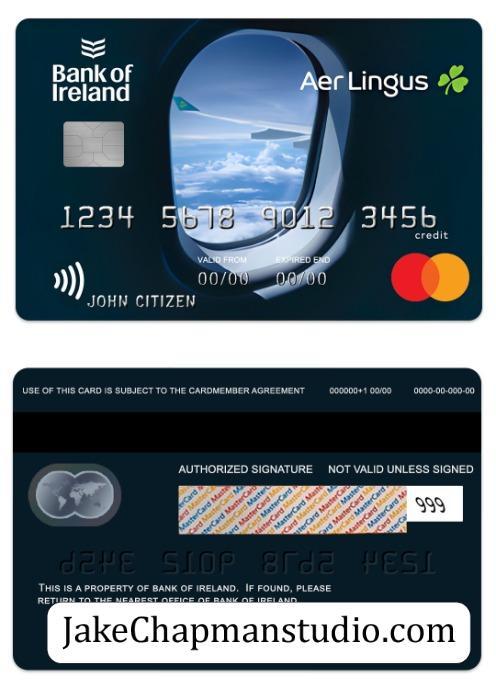 Bank of
Ireland
Aer Lingus
1234 5678 9012 3456
credit
VALID FROM EXPIRED END
00/00 00/00
JOHN CITIZEN
USE OF THIS CARD IS SUBJECT TO THE CARDMEMBER AGREEMENT 000000+1 00/00 0000-00-000-00
AUTHORIZED SIGNATURE NOT VALID UNLESS SIGNED
MasterCard MasterCard MasterCard
999
THIS IS A PROPERTY OF BANK OF IRELAND. IF FOUND, PLEASE
RETURN TO THE NEAREST OFFICE OF BANK OF IRELAND
JakeChapmanstudio.com